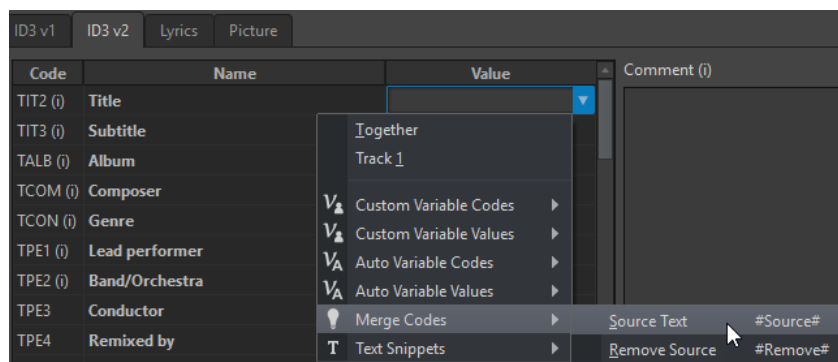 ID3 v1 ID3 v2 Lyrics Picture
Code Name Value Comment (i)
TIT2 (i) Title
TIT3 (i) Subtitle
TALB (i) Album
TCOM (i) Composer
TCON (i) Genre
TPE1 (i) Lead performer
TPE2 (i) Band/Orchestra
TPE3 Conductor
TPE4 Remixed by
Together
Track 1
Custom Variable Codes
Custom Variable Values
Auto Variable Codes
Auto Variable Values
Merge Codes
T Text Snippets
Source Text #Source#
Remove Source #Remove#